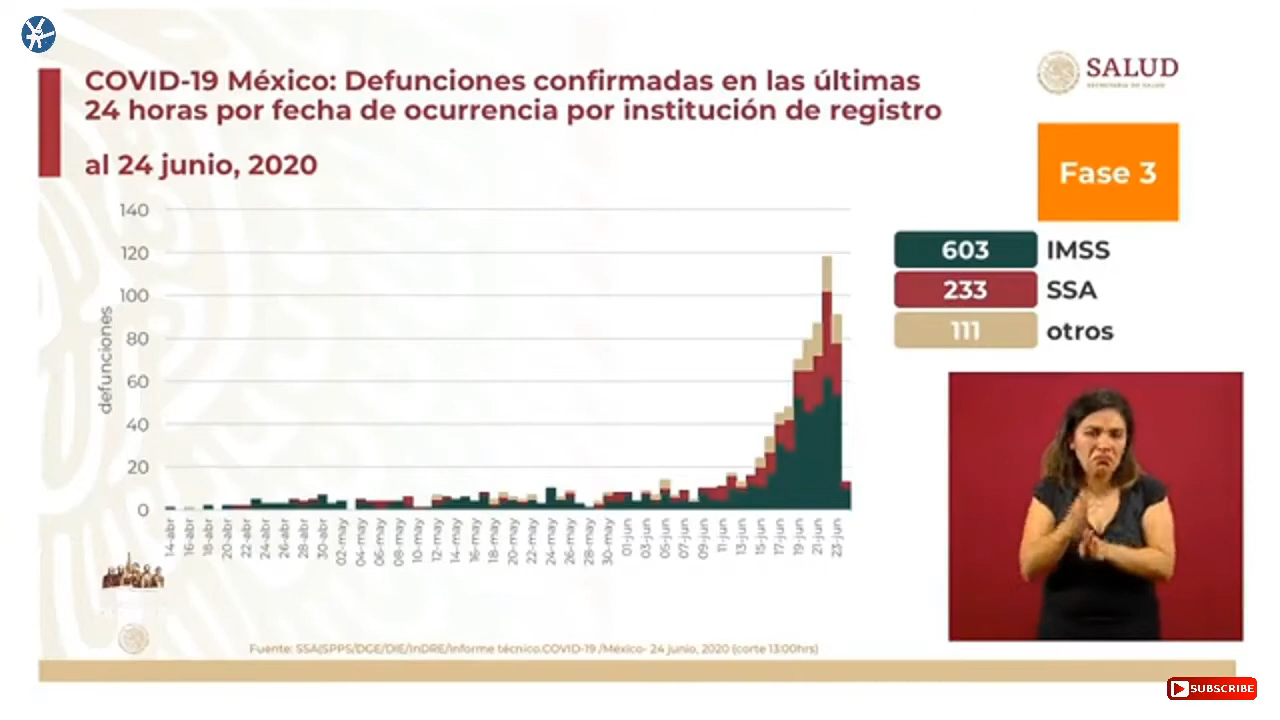 COVID-19 México: Defunciones confirmadas en las últimas
24 horas por fecha de ocurrencia por institución de registro
al 24 junio, 2020
SALUD
SECRETARÍA DE SALUD
Fase 3
603 IMSS
233 SSA
111 otros
defunciones
140
120
100
80
60
40
20
0
14-abr
16-abr
18-abr
20-abr
22-abr
24-abr
26-abr
28-abr
30-abr
02-may
04-may
06-may
08-may
10-may
12-may
14-may
16-may
18-may
20-may
22-may
24-may
26-may
28-may
30-may
01-jun
03-jun
05-jun
07-jun
09-jun
11-jun
13-jun
15-jun
17-jun
19-jun
21-jun
23-jun
Fuente: SSA(SPPS/DGE/DIE/InDRE/Informe técnico.COVID-19 /México- 24 junio, 2020 (corte 13:00hrs)
SUBSCRIBE